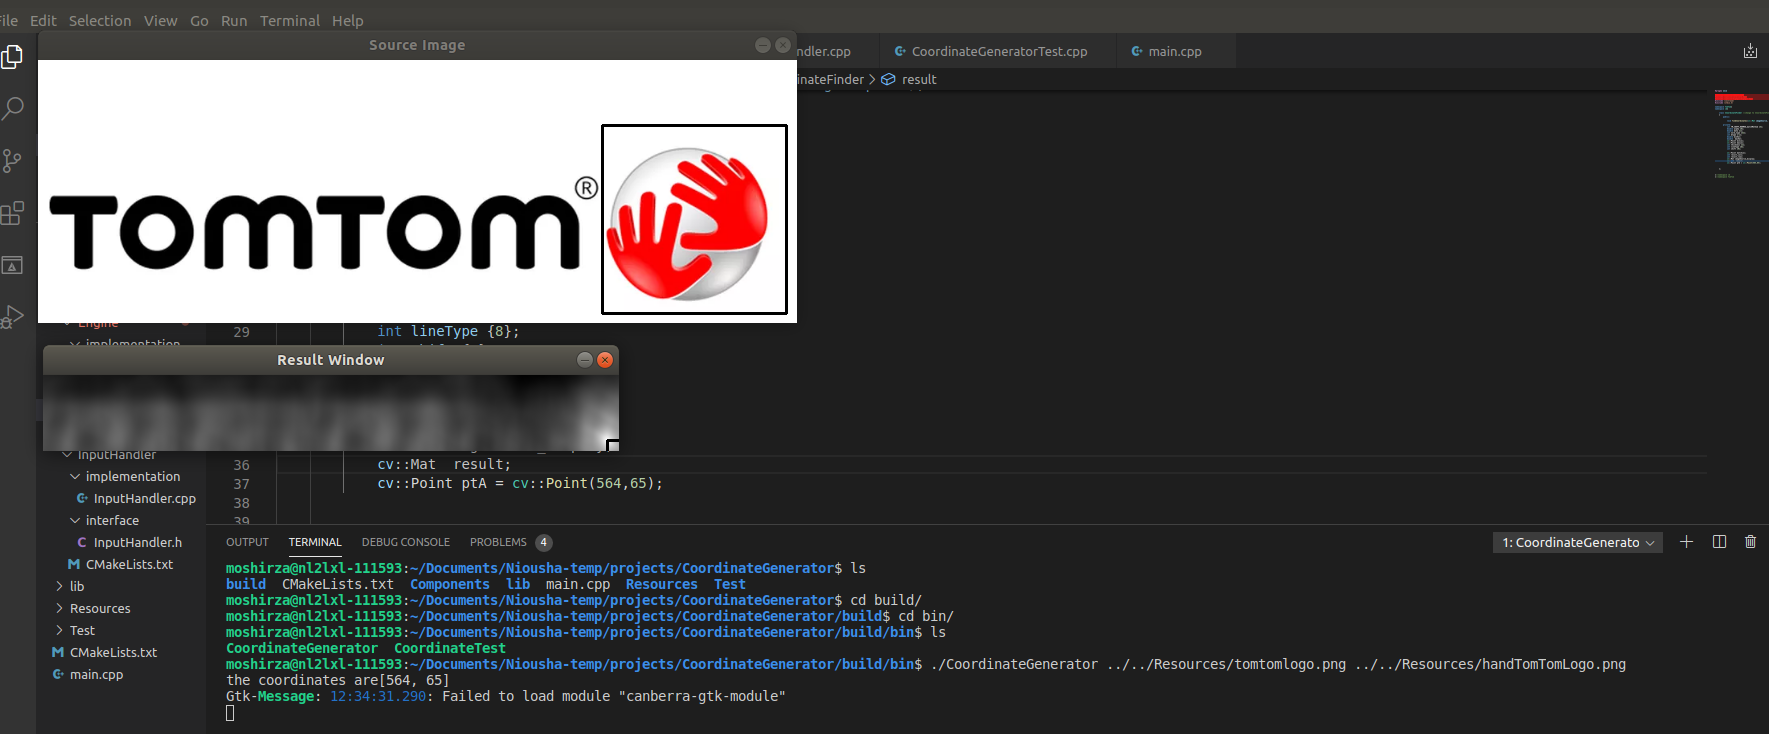 File Edit Selection View Go Run Terminal Help
Source Image
ndler.cpp CoordinateGeneratorTest.cpp main.cpp
inateFinder > result
TOMTOM®
Engine
implementation
29 int lineType {8};
Result Window
InputHandler
implementation
InputHandler.cpp
interface
InputHandler.h
CMakeLists.txt
lib
Resources
Test
CMakeLists.txt
main.cpp
36 cv::Mat result;
37 cv::Point ptA = cv::Point(564,65);
38
39
OUTPUT TERMINAL DEBUG CONSOLE PROBLEMS 4 1: CoordinateGenerato
moshirza@nl2lxl-111593:~/Documents/Niousha-temp/projects/CoordinateGenerator$ ls
build CMakeLists.txt Components lib main.cpp Resources Test
moshirza@nl2lxl-111593:~/Documents/Niousha-temp/projects/CoordinateGenerator$ cd build/
moshirza@nl2lxl-111593:~/Documents/Niousha-temp/projects/CoordinateGenerator/build$ cd bin/
moshirza@nl2lxl-111593:~/Documents/Niousha-temp/projects/CoordinateGenerator/build/bin$ ls
CoordinateGenerator CoordinateTest
moshirza@nl2lxl-111593:~/Documents/Niousha-temp/projects/CoordinateGenerator/build/bin$ ./CoordinateGenerator ../../Resources/tomtomlogo.png ../../Resources/handTomTomLogo.png
the coordinates are[564, 65]
Gtk-Message: 12:34:31.290: Failed to load module "canberra-gtk-module"